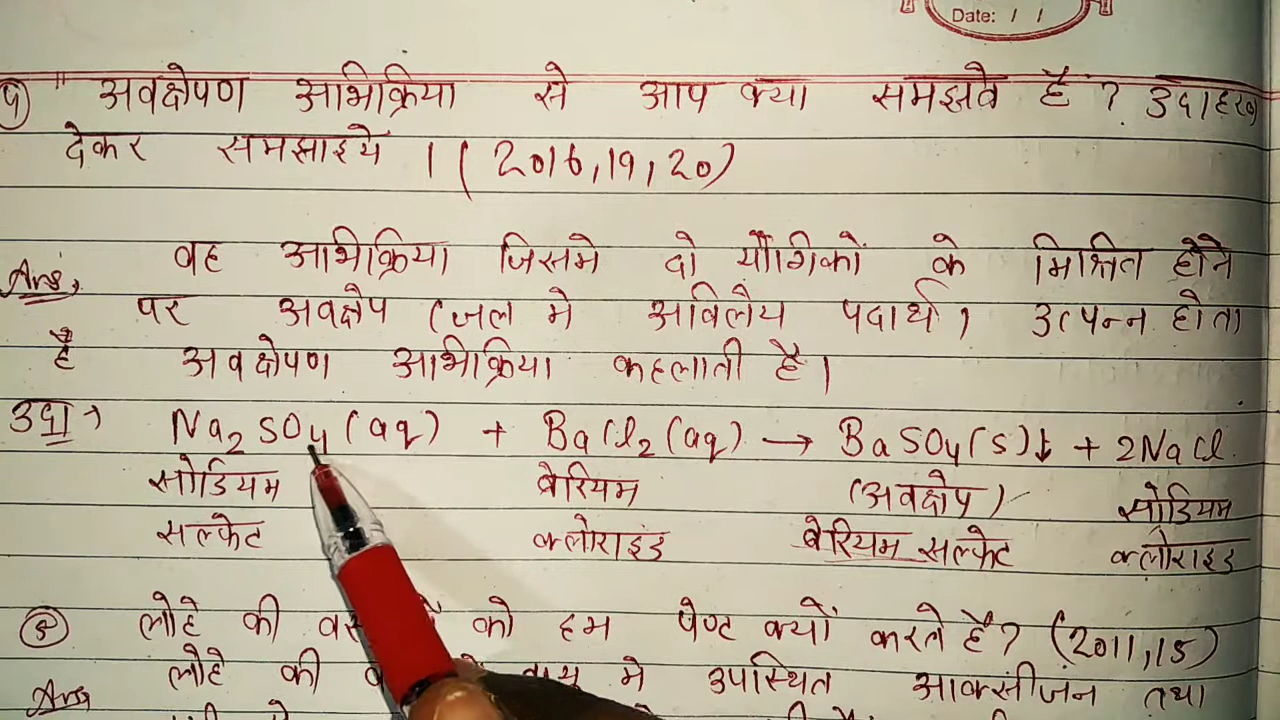 Date: / /
५ अवक्षेपण अभिक्रिया से आप क्या समझते है ? उदाहरण
देकर समझाइये । ( 2016,19,20)
Ans, वह अभिक्रिया जिसमे दो यौगिकों के मिश्रित होने
पर अवक्षेप (जल मे अविलेय पदार्थ) उत्पन्न होता
है अवक्षेपण अभिक्रिया कहलाती है।
उदा→ Na₂SO₄(aq) + BaCl₂(aq) → BaSO₄(s)↓ + 2NaCl.
सोडियम बेरियम (अवक्षेप) सोडियम
सल्फेट क्लोराइड बेरियम सल्फेट क्लोराइड
लोहे की को हम पेण्ट क्यों करते हैं? (2011,15)
Ans लोहे की मे उपस्थित आक्सीजन तथा